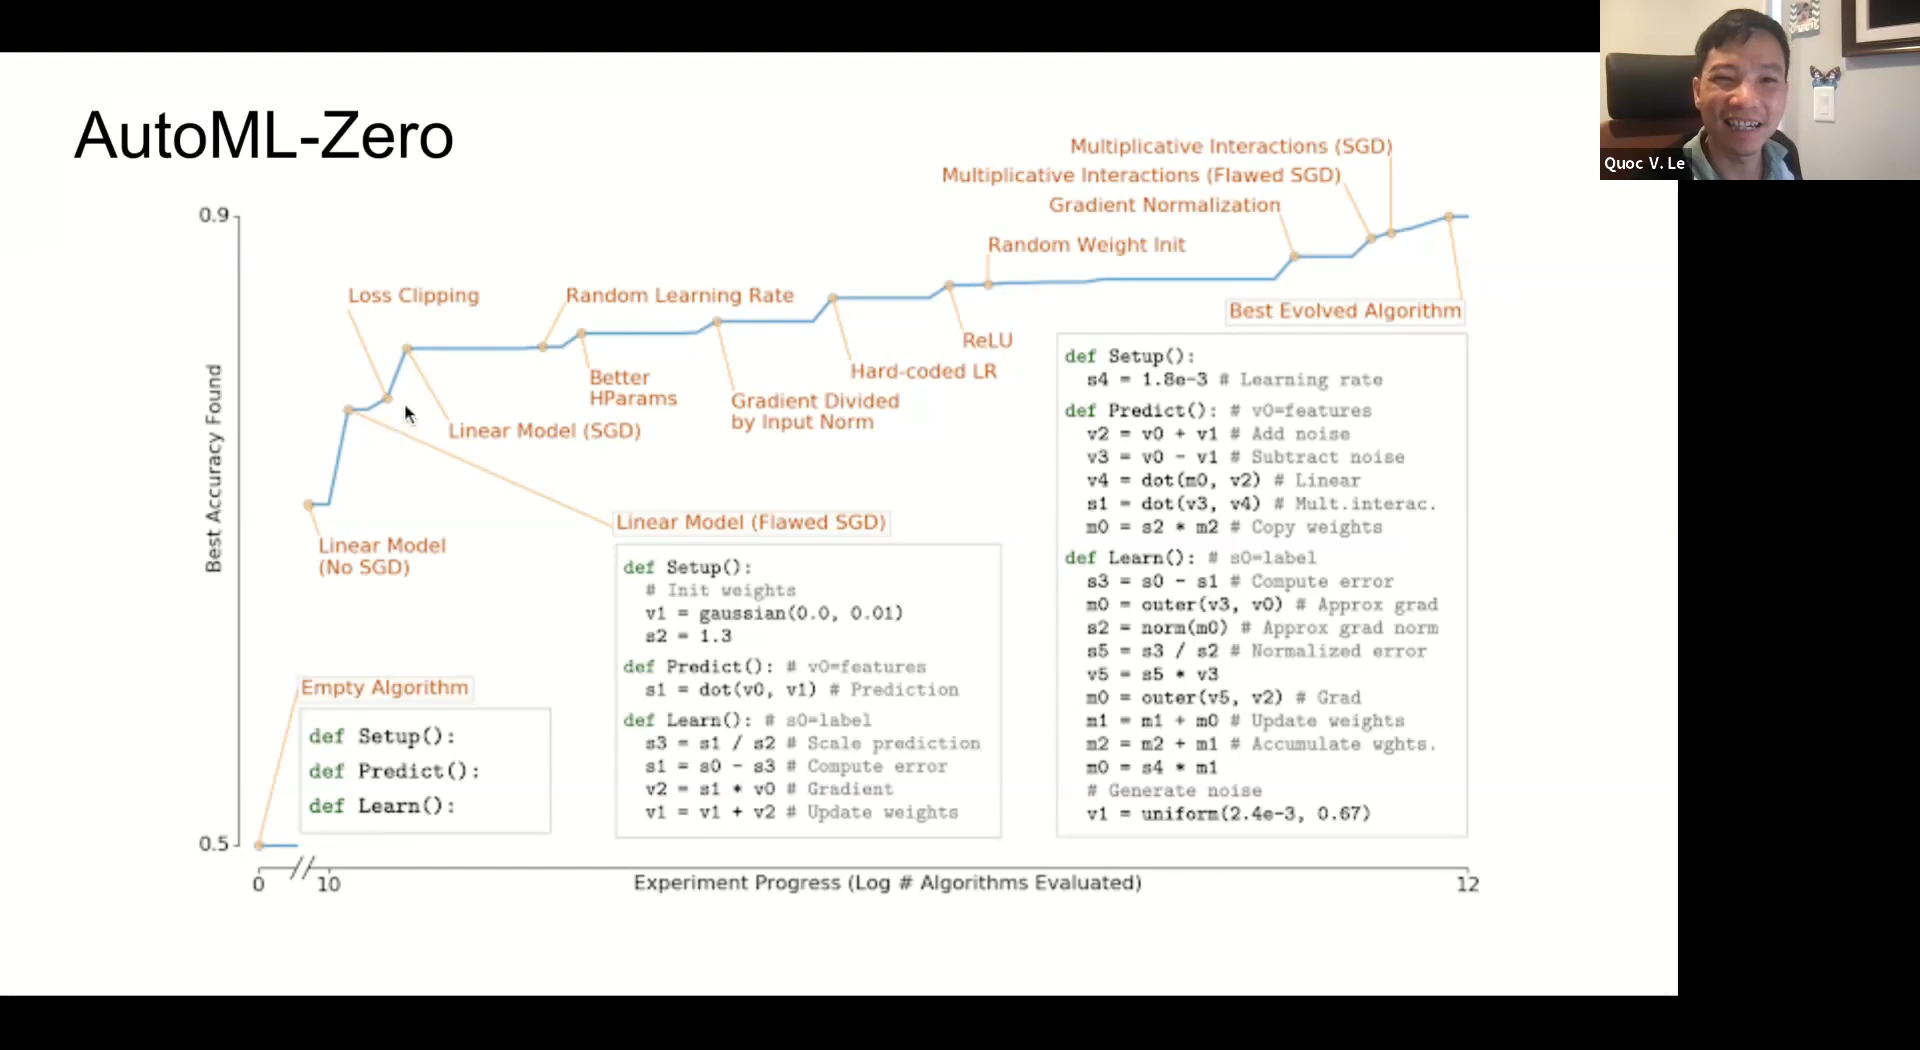 AutoML-Zero
Quoc V. Le
Multiplicative Interactions (SGD)
Multiplicative Interactions (Flawed SGD)
Gradient Normalization
Random Weight Init
0.9
Loss Clipping
Random Learning Rate
Best Evolved Algorithm
ReLU
Hard-coded LR
Better
HParams
Gradient Divided
by Input Norm
Linear Model (SGD)
Best Accuracy Found
Linear Model
(No SGD)
Linear Model (Flawed SGD)
def Setup():
# Init weights
v1 = gaussian(0.0, 0.01)
s2 = 1.3
def Predict(): # v0=features
s1 = dot(v0, v1) # Prediction
def Learn(): # s0=label
s3 = s1 / s2 # Scale prediction
s1 = s0 - s3 # Compute error
v2 = s1 * v0 # Gradient
v1 = v1 + v2 # Update weights
def Setup():
s4 = 1.8e-3 # Learning rate
def Predict(): # v0=features
v2 = v0 + v1 # Add noise
v3 = v0 - v1 # Subtract noise
v4 = dot(m0, v2) # Linear
s1 = dot(v3, v4) # Mult.interac.
m0 = s2 * m2 # Copy weights
def Learn(): # s0=label
s3 = s0 - s1 # Compute error
m0 = outer(v3, v0) # Approx grad
s2 = norm(m0) # Approx grad norm
s5 = s3 / s2 # Normalized error
v5 = s5 * v3
m0 = outer(v5, v2) # Grad
m1 = m1 + m0 # Update weights
m2 = m2 + m1 # Accumulate wghts.
m0 = s4 * m1
# Generate noise
v1 = uniform(2.4e-3, 0.67)
Empty Algorithm
def Setup():
def Predict():
def Learn():
0.5
0
10
Experiment Progress (Log # Algorithms Evaluated)
12